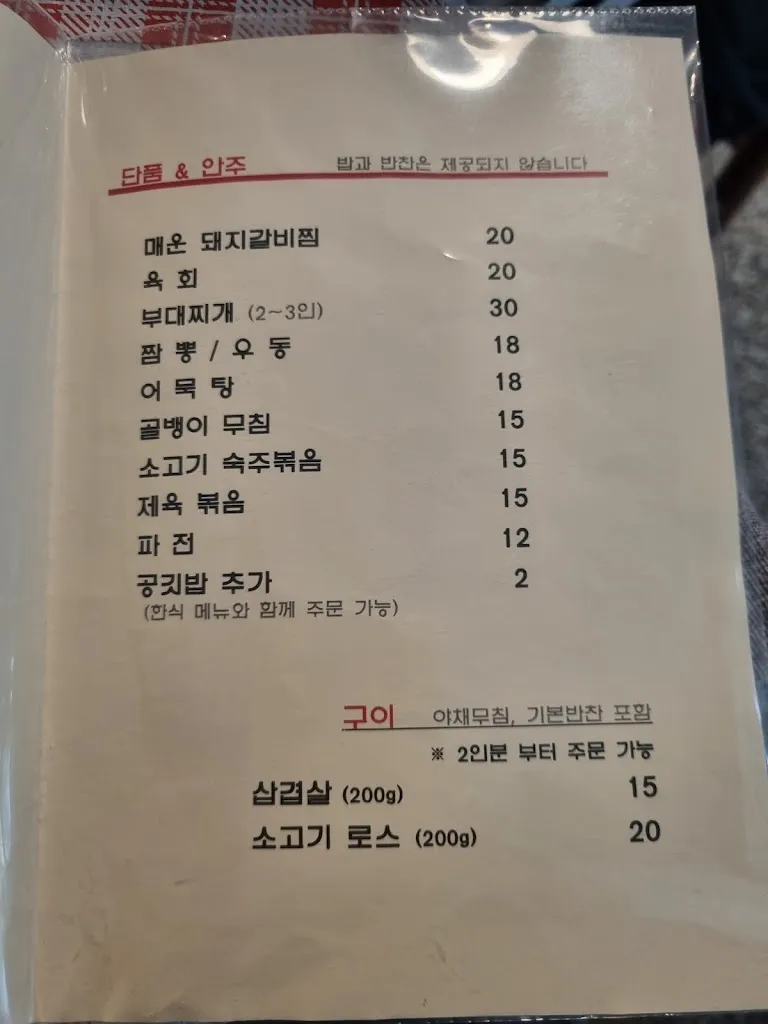 단품 & 안주 밥과 반찬은 제공되지 않습니다
매운 돼지갈비찜 20
육 회 20
부대찌개 (2~3인) 30
짬 뽕 / 우 동 18
어 묵 탕 18
골뱅이 무침 15
소고기 숙주볶음 15
제육 볶음 15
파 전 12
공깃밥 추가 2
(한식 메뉴와 함께 주문 가능)
구이 야채무침, 기본반찬 포함
※ 2인분 부터 주문 가능
삼겹살 (200g) 15
소고기 로스 (200g) 20